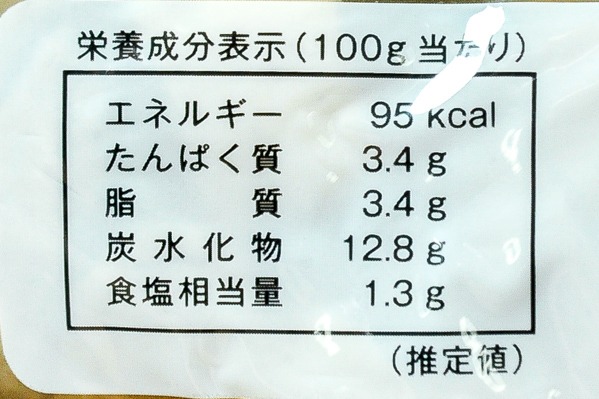 栄養成分表示(100g当たり)
エネルギー 95 kcal
たんぱく質 3.4 g
脂質 3.4 g
炭水化物 12.8 g
食塩相当量 1.3 g
(推定値)